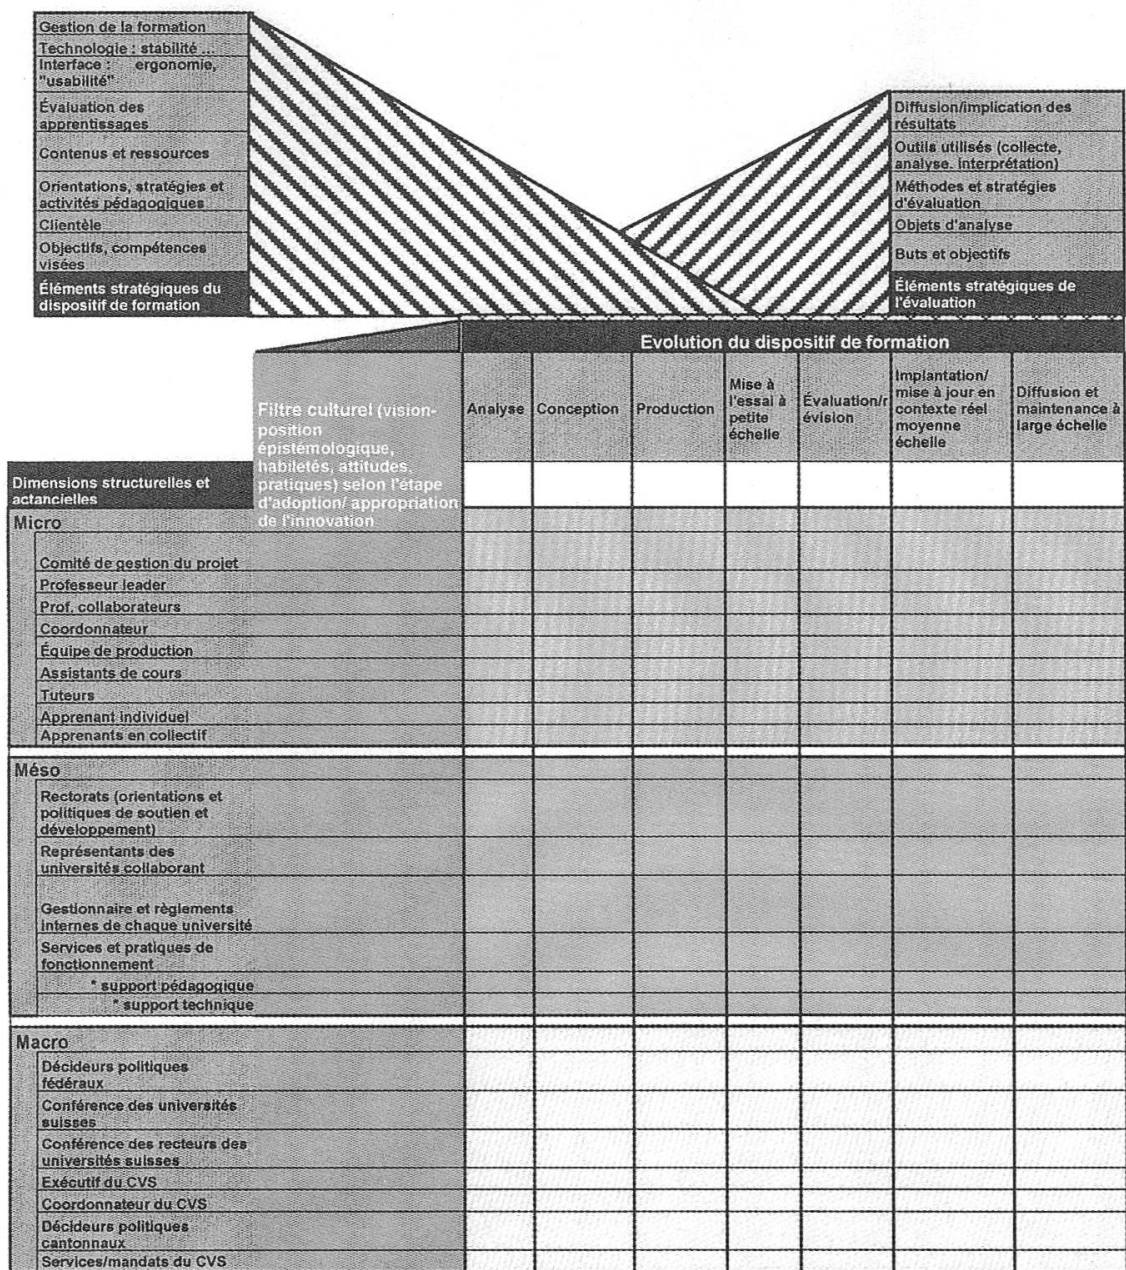 Gestion de la formation
Technologie : stabilité ...
Interface : ergonomie,
"usabilité"
Évaluation des
apprentissages
Contenus et ressources
Orientations, stratégies et
activités pédagogiques
Clientèle
Objectifs, compétences
visées
Éléments stratégiques du
dispositif de formation
Diffusion/implication des
résultats
Outils utilisés (collecte,
analyse. Interprétation)
Méthodes et stratégies
d'évaluation
Objets d'analyse
Buts et objectifs
Éléments stratégiques de
l'évaluation
Evolution du dispositif de formation
Filtre culturel (vision-
position
épistémologique,
habiletés, attitudes,
pratiques) selon l'étape
d'adoption/ appropriation
de l'innovation
Analyse
Conception
Production
Mise à
l'essai à
petite
échelle
Évaluation/r
évision
Implantation/
mise à jour en
contexte réel
moyenne
échelle
Diffusion et
maintenance à
large échelle
Dimensions structurelles et
actancielles
Micro
Comité de gestion du projet
Professeur leader
Prof. collaborateurs
Coordonnateur
Équipe de production
Assistants de cours
Tuteurs
Apprenant individuel
Apprenants en collectif
Méso
Rectorats (orientations et
politiques de soutien et
développement)
Représentants des
universités collaborant
Gestionnaire et règlements
Internes de chaque université
Services et pratiques de
fonctionnement
* support pédagogique
* support technique
Macro
Décideurs politiques
fédéraux
Conférence des universités
suisses
Conférence des recteurs des
universités suisses
Exécutif du CVS
Coordonnateur du CVS
Décideurs politiques
cantonnaux
Services/mandats du CVS